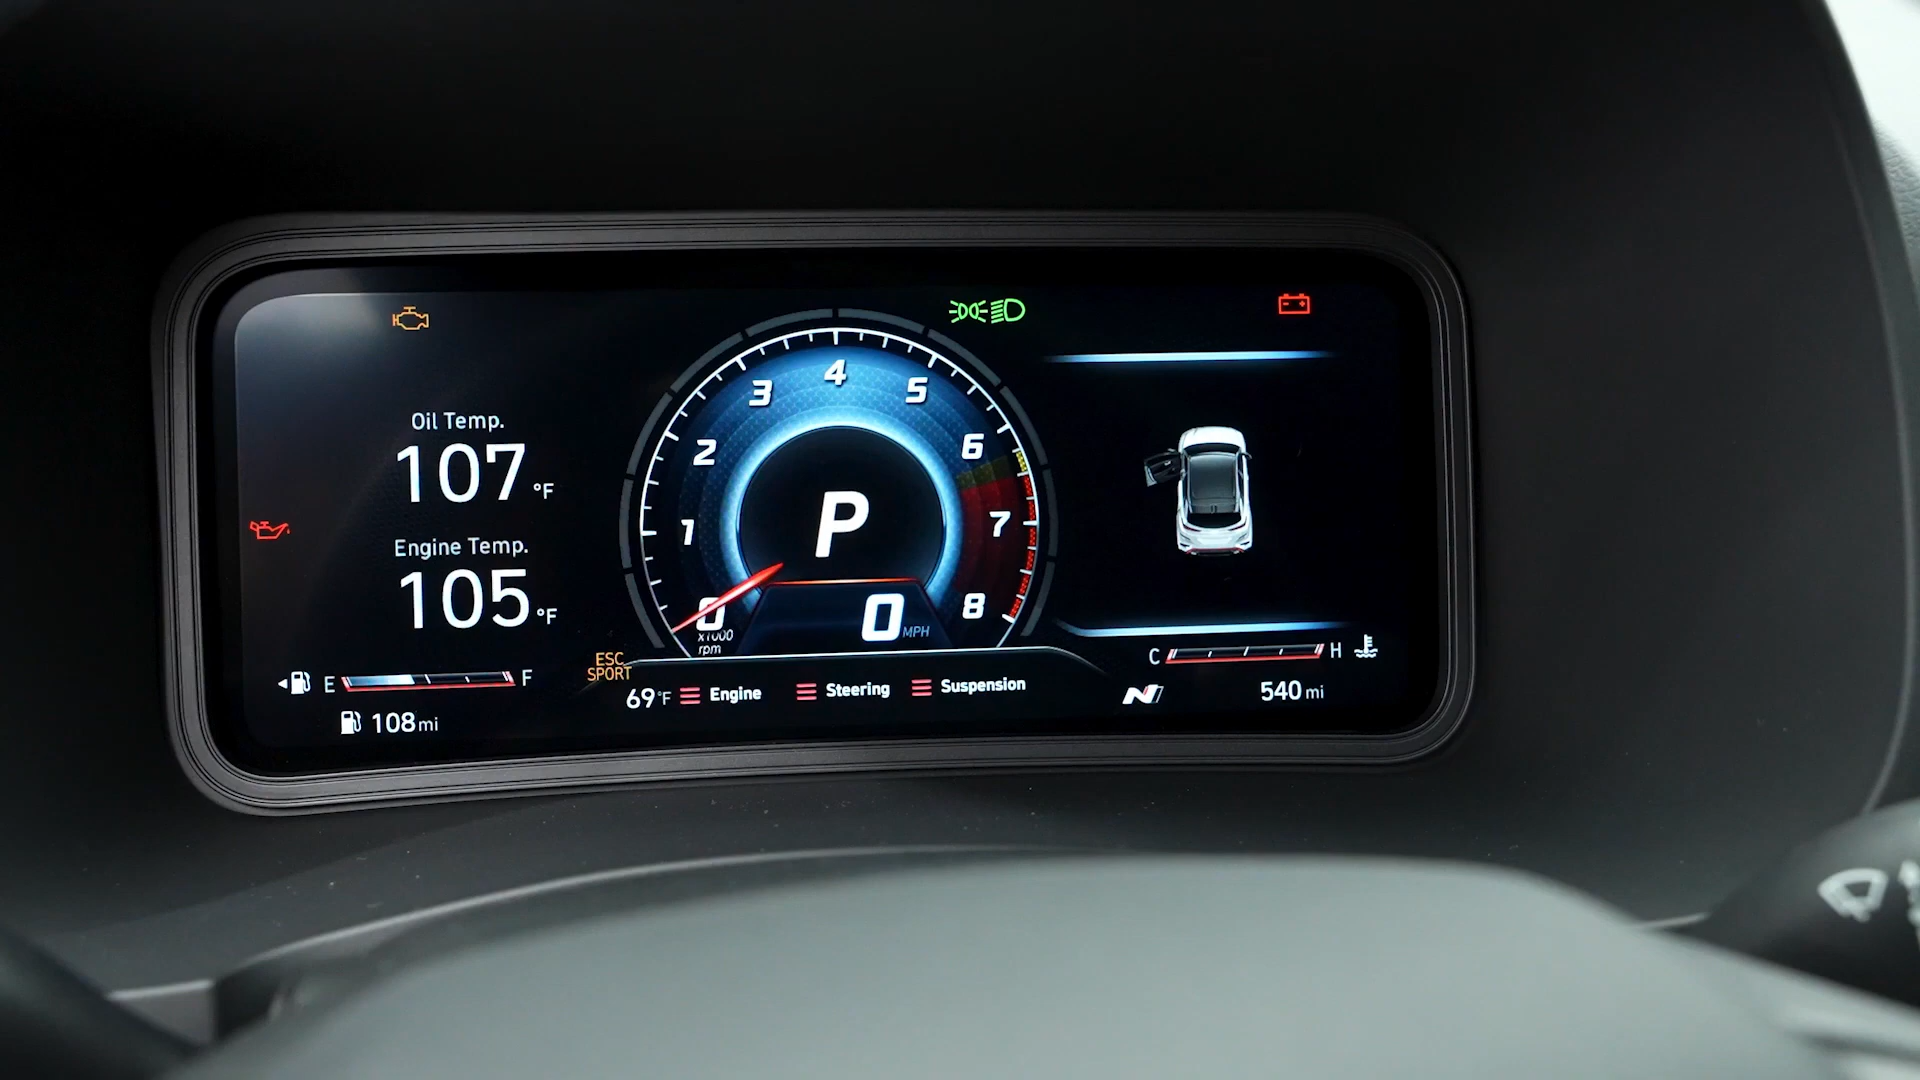 Oil Temp.
107 °F
Engine Temp.
105 °F
E F
108 mi
ESC
SPORT
0 1 2 3 4 5 6 7 8
x1000
rpm
P
0 MPH
69°F Engine Steering Suspension
C H
N 540 mi